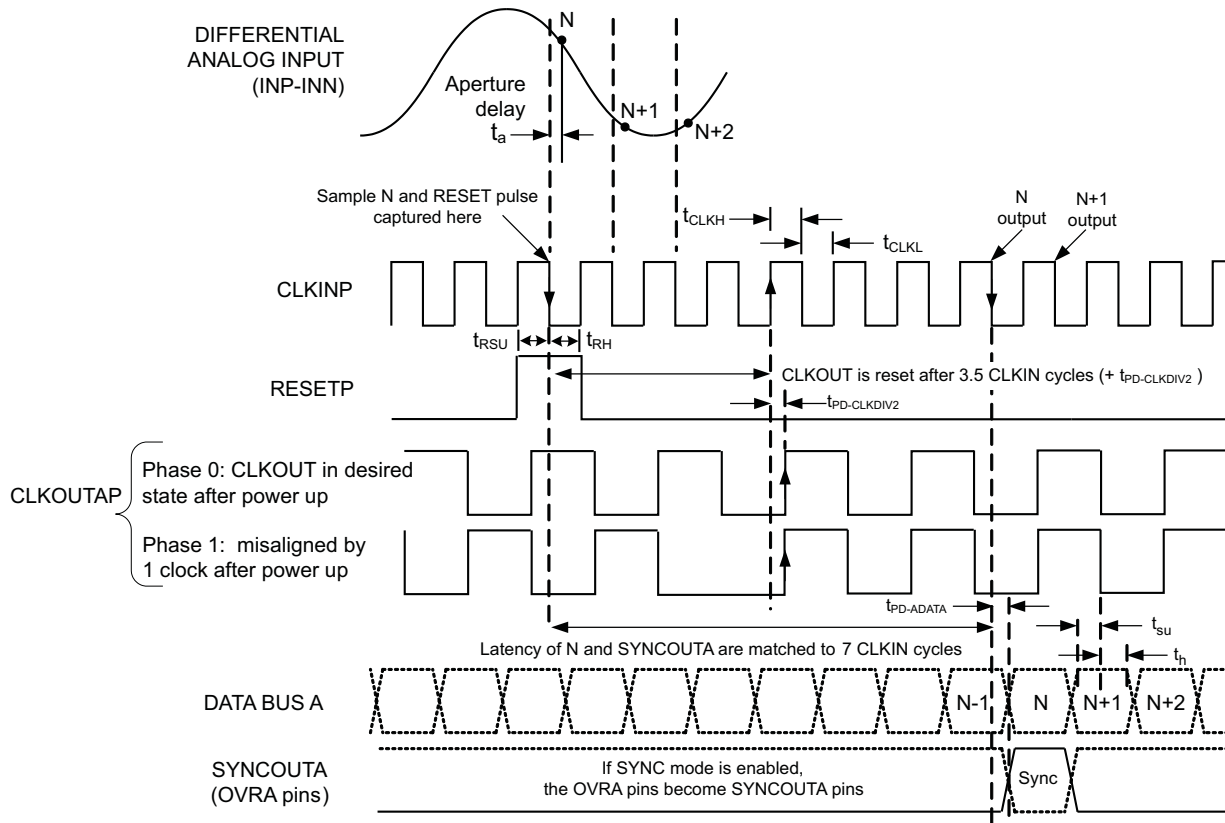 DIFFERENTIAL
ANALOG INPUT
(INP-INN)
N
Aperture
delay
ta
N+1
N+2
Sample N and RESET pulse
captured here
tCLKH
tCLKL
N
output
N+1
output
CLKINP
tRSU
tRH
RESETP
CLKOUT is reset after 3.5 CLKIN cycles (+ tPD-CLKDIV2 )
tPD-CLKDIV2
CLKOUTAP
Phase 0: CLKOUT in desired
state after power up
Phase 1: misaligned by
1 clock after power up
tPD-ADATA
tsu
th
Latency of N and SYNCOUTA are matched to 7 CLKIN cycles
DATA BUS A
N-1
N
N+1
N+2
SYNCOUTA
(OVRA pins)
If SYNC mode is enabled,
the OVRA pins become SYNCOUTA pins
Sync